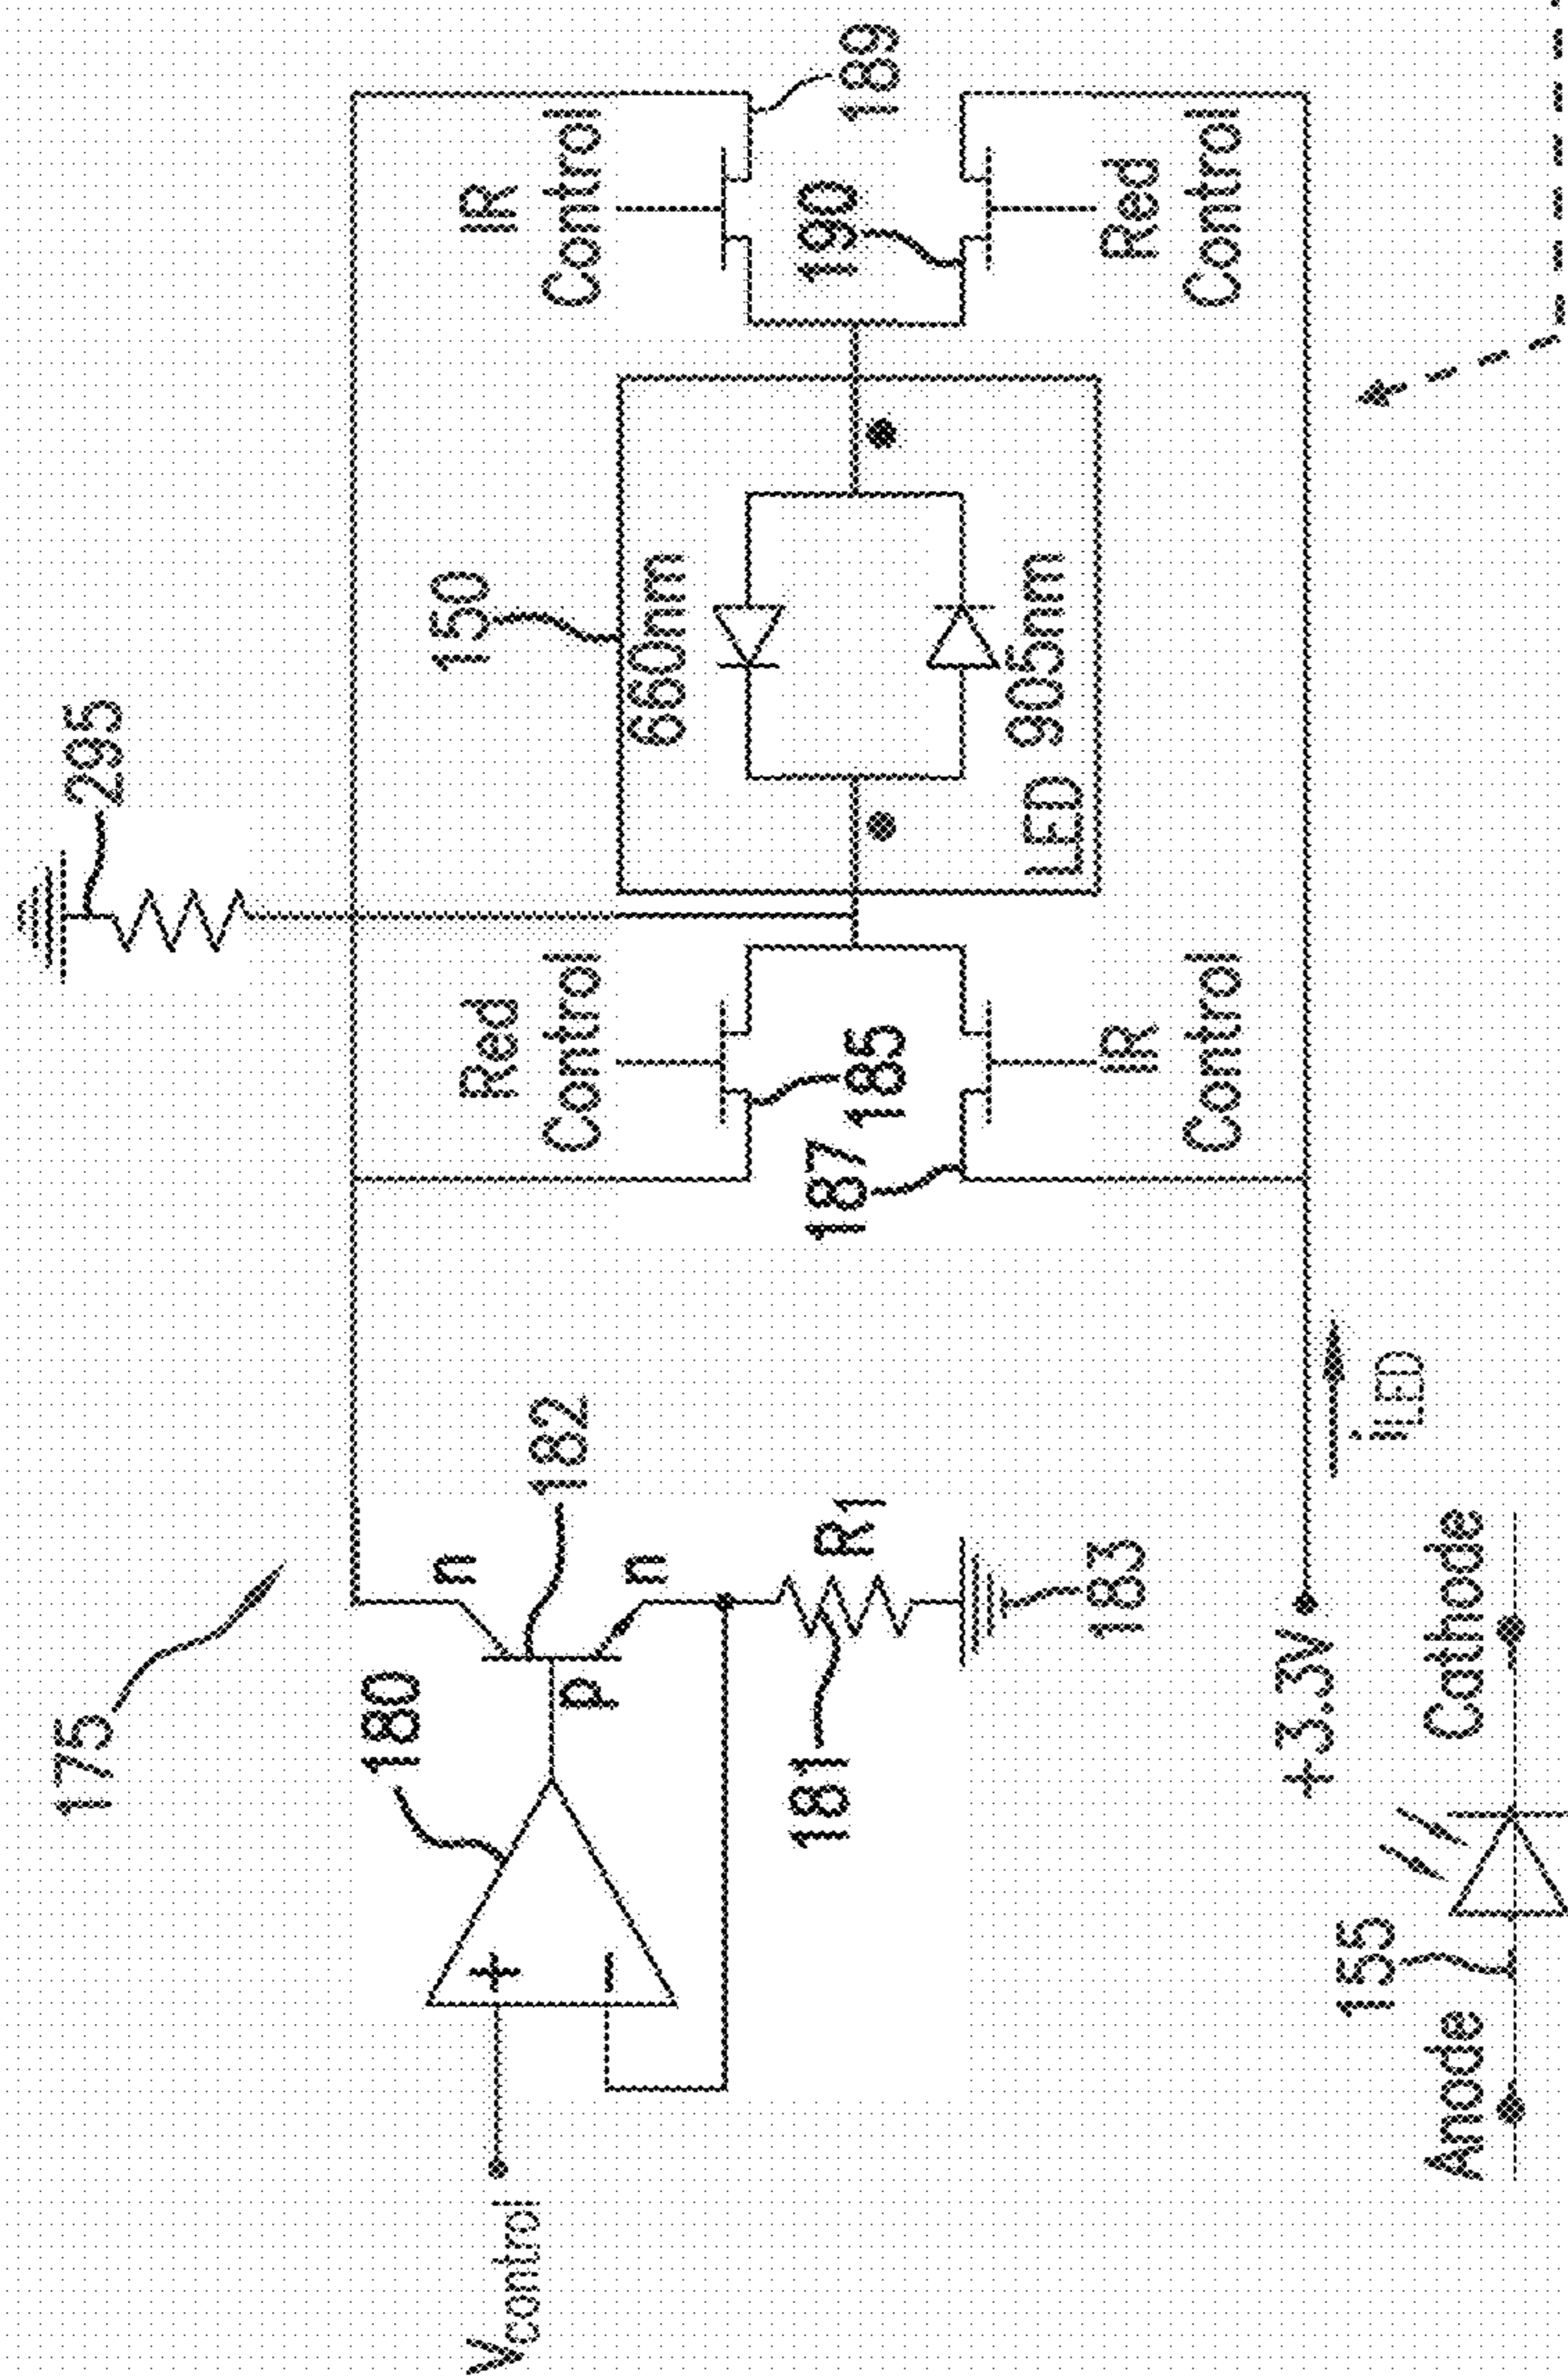 175
295
Vcontrol
+
−
180
p
n
n
182
181
R1
183
Red
Control
185
187
IR
Control
150
660nm
905nm
LED
IR
Control
189
190
Red
Control
+3.3V
iLED
Anode
155
Cathode